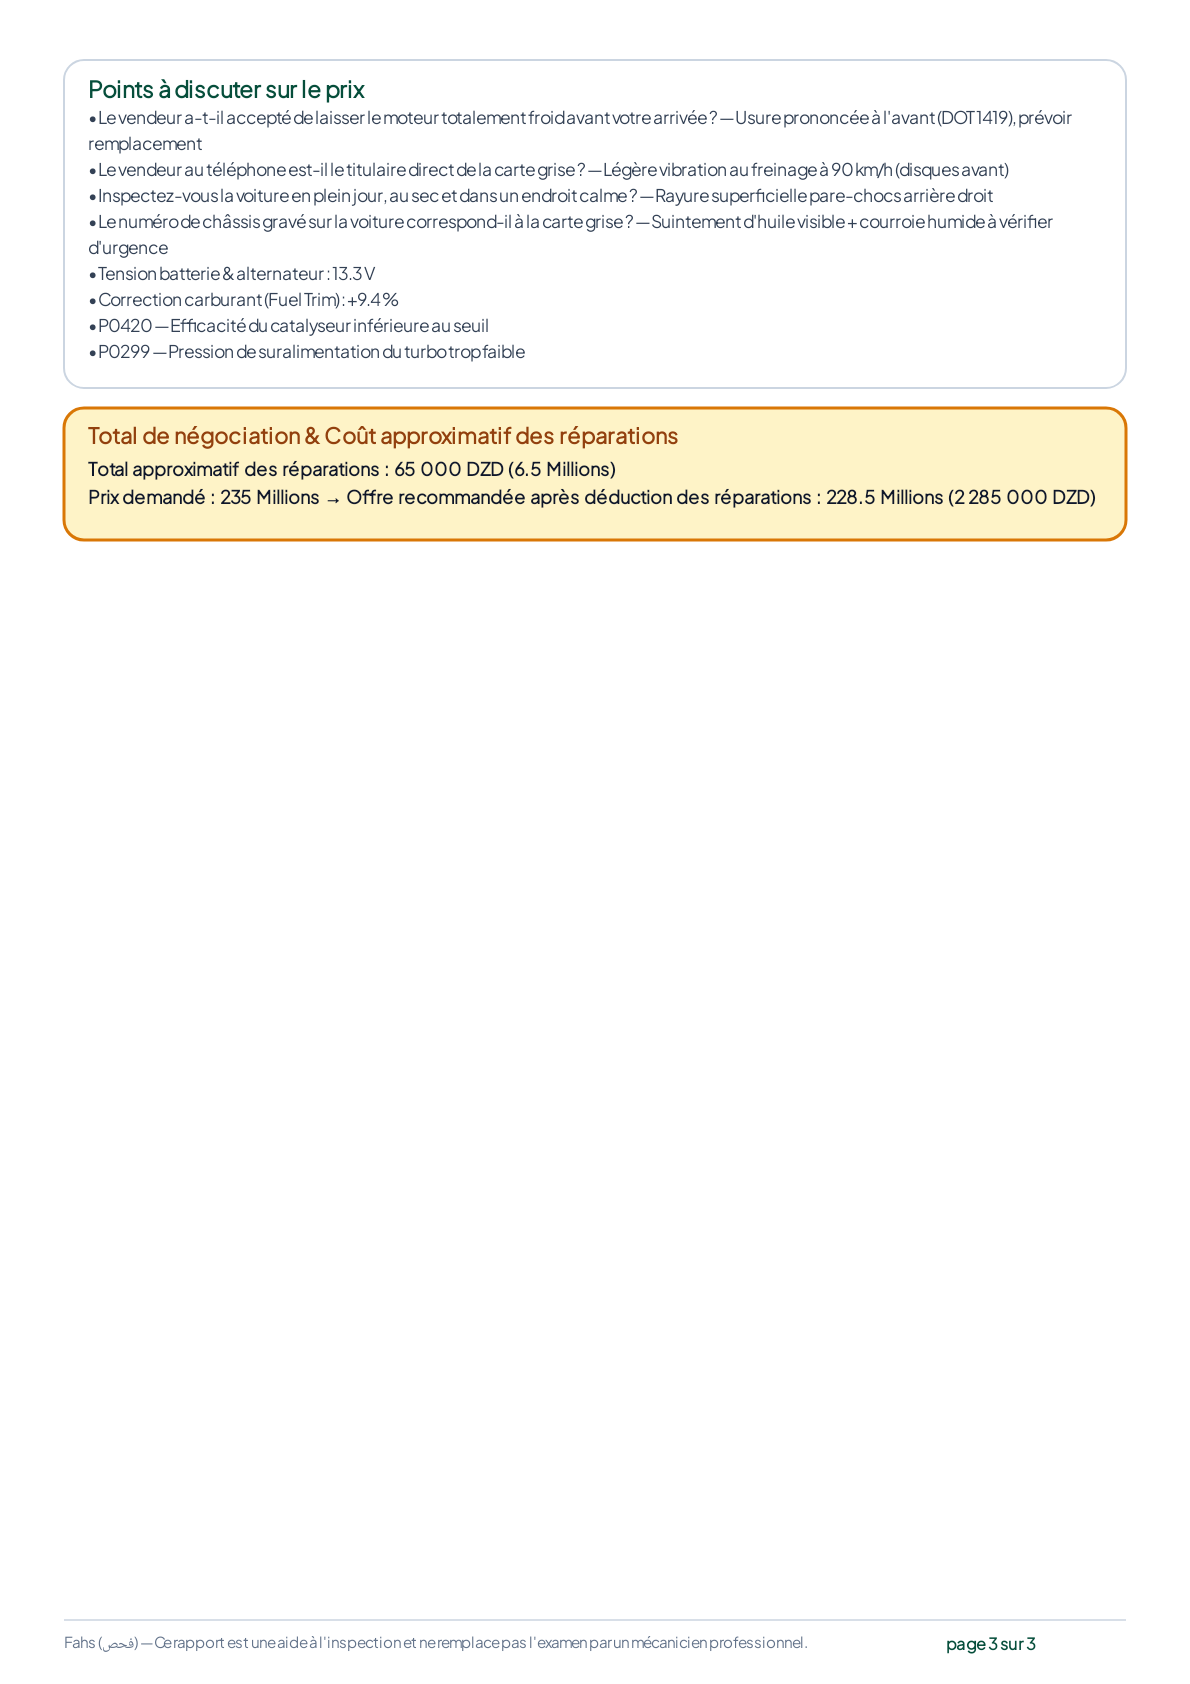 Points à discuter sur le prix
• Le vendeur a-t-il accepté de laisser le moteur totalement froid avant votre arrivée ? — Usure prononcée à l'avant (DOT 1419), prévoir
remplacement
• Le vendeur au téléphone est-il le titulaire direct de la carte grise ? — Légère vibration au freinage à 90 km/h (disques avant)
• Inspectez-vous la voiture en plein jour, au sec et dans un endroit calme ? — Rayure superficielle pare-chocs arrière droit
• Le numéro de châssis gravé sur la voiture correspond-il à la carte grise ? — Suintement d'huile visible + courroie humide à vérifier
d'urgence
• Tension batterie & alternateur : 13.3 V
• Correction carburant (Fuel Trim) : +9.4 %
• P0420 — Efficacité du catalyseur inférieure au seuil
• P0299 — Pression de suralimentation du turbo trop faible
Total de négociation & Coût approximatif des réparations
Total approximatif des réparations : 65 000 DZD (6.5 Millions)
Prix demandé : 235 Millions → Offre recommandée après déduction des réparations : 228.5 Millions (2 285 000 DZD)
Fahs (فحص) — Ce rapport est une aide à l'inspection et ne remplace pas l'examen par un mécanicien professionnel.
page 3 sur 3